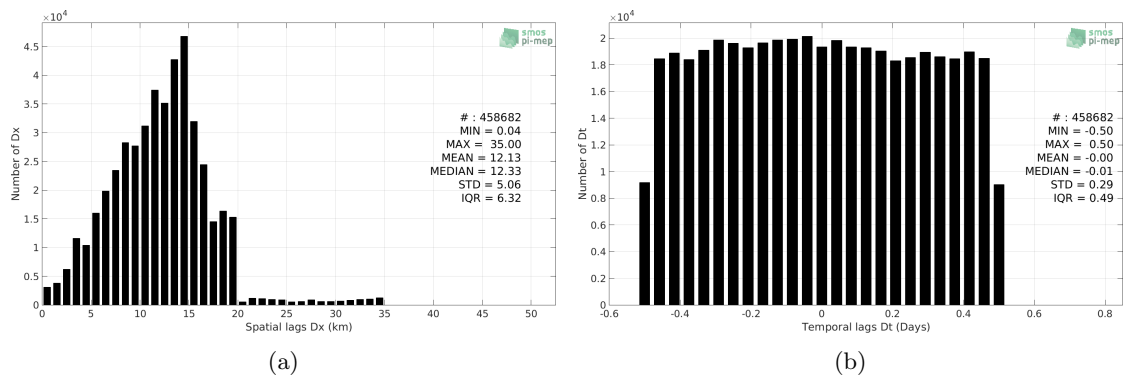 ×10⁴
4.5
4
3.5
3
2.5
2
1.5
1
0.5
0
Number of Dx
smos
pi-mep
# : 458682
MIN = 0.04
MAX = 35.00
MEAN = 12.13
MEDIAN = 12.33
STD = 5.06
IQR = 6.32
0 5 10 15 20 25 30 35 40 45 50
Spatial lags Dx (km)
(a)
×10⁴
2
1.8
1.6
1.4
1.2
1
0.8
0.6
0.4
0.2
0
Number of Dt
smos
pi-mep
# : 458682
MIN = -0.50
MAX = 0.50
MEAN = -0.00
MEDIAN = -0.01
STD = 0.29
IQR = 0.49
-0.6 -0.4 -0.2 0 0.2 0.4 0.6 0.8
Temporal lags Dt (Days)
(b)